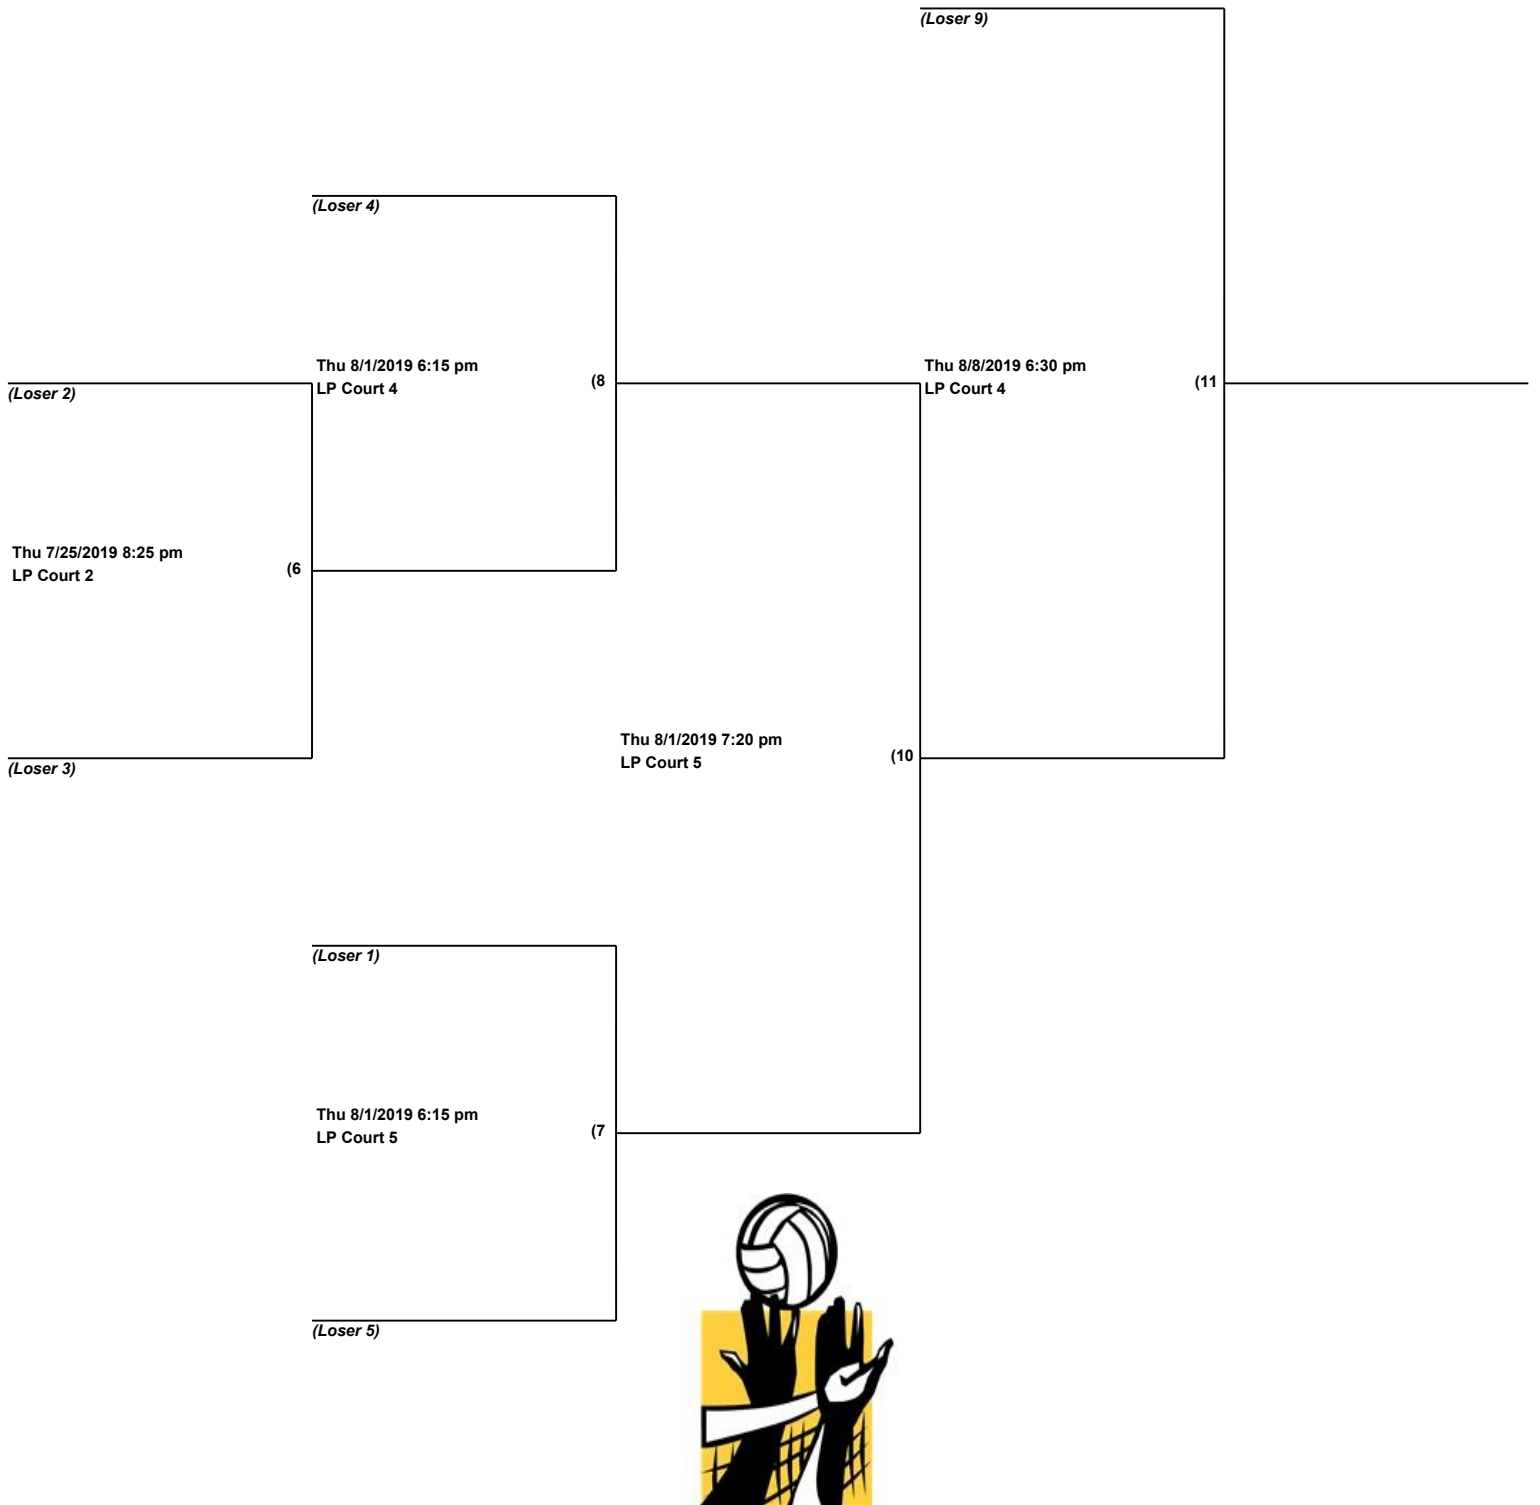 (Loser 9)
(Loser 4)
Thu 8/1/2019 6:15 pm
LP Court 4
(8
Thu 8/8/2019 6:30 pm
LP Court 4
(11
(Loser 2)
Thu 7/25/2019 8:25 pm
LP Court 2
(6
Thu 8/1/2019 7:20 pm
LP Court 5
(10
(Loser 3)
(Loser 1)
Thu 8/1/2019 6:15 pm
LP Court 5
(7
(Loser 5)